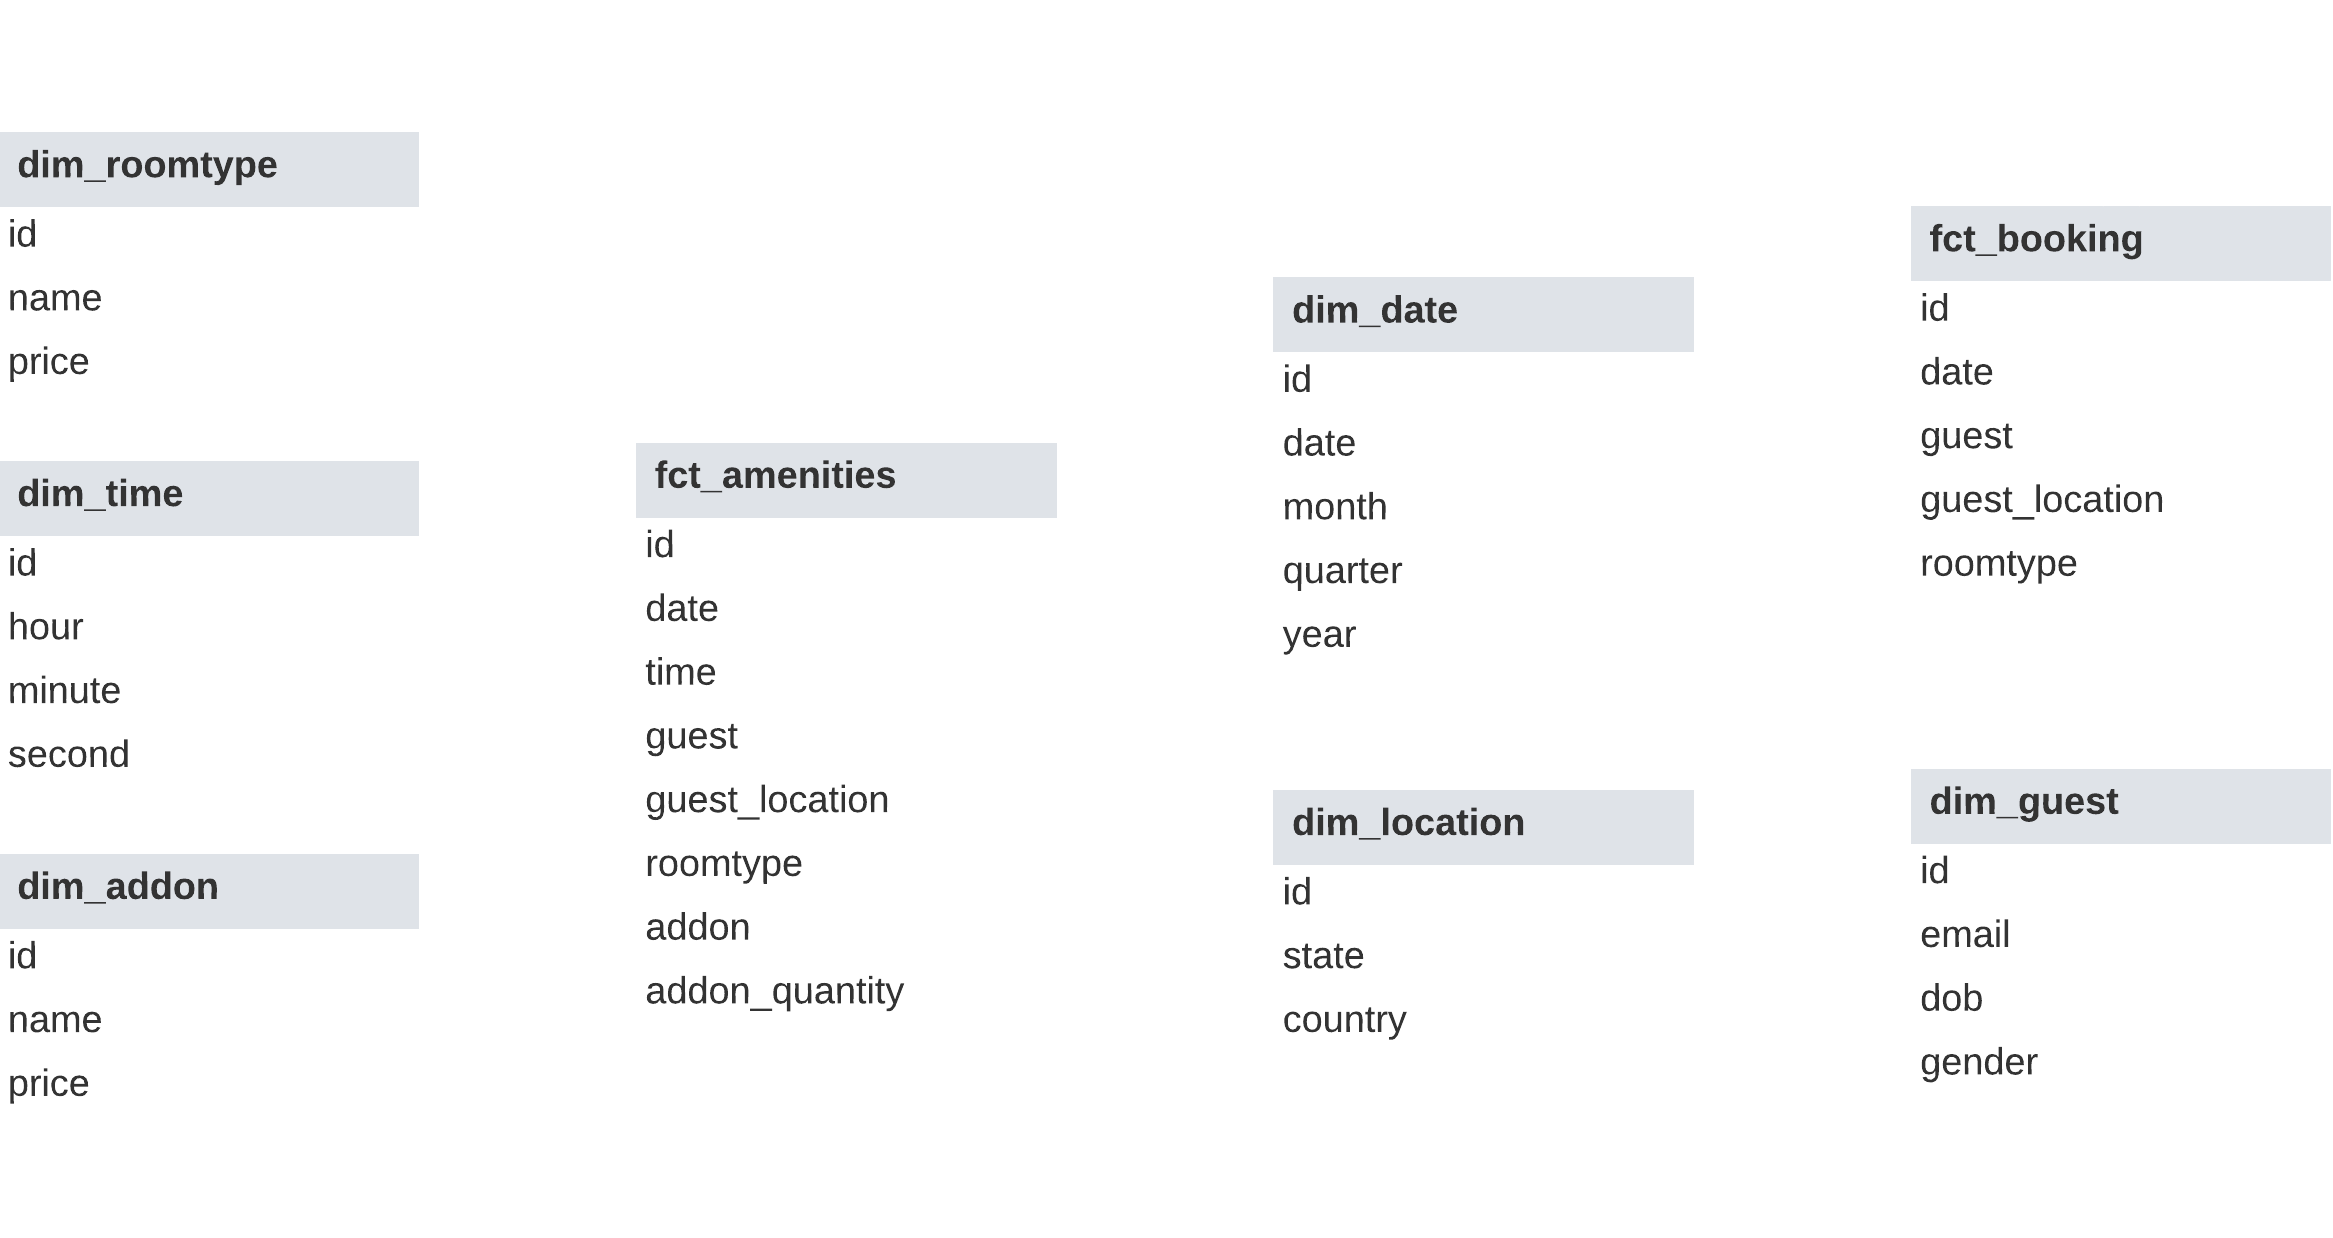 dim_roomtype
id
name
price
dim_time
id
hour
minute
second
dim_addon
id
name
price
fct_amenities
id
date
time
guest
guest_location
roomtype
addon
addon_quantity
dim_date
id
date
month
quarter
year
dim_location
id
state
country
fct_booking
id
date
guest
guest_location
roomtype
dim_guest
id
email
dob
gender